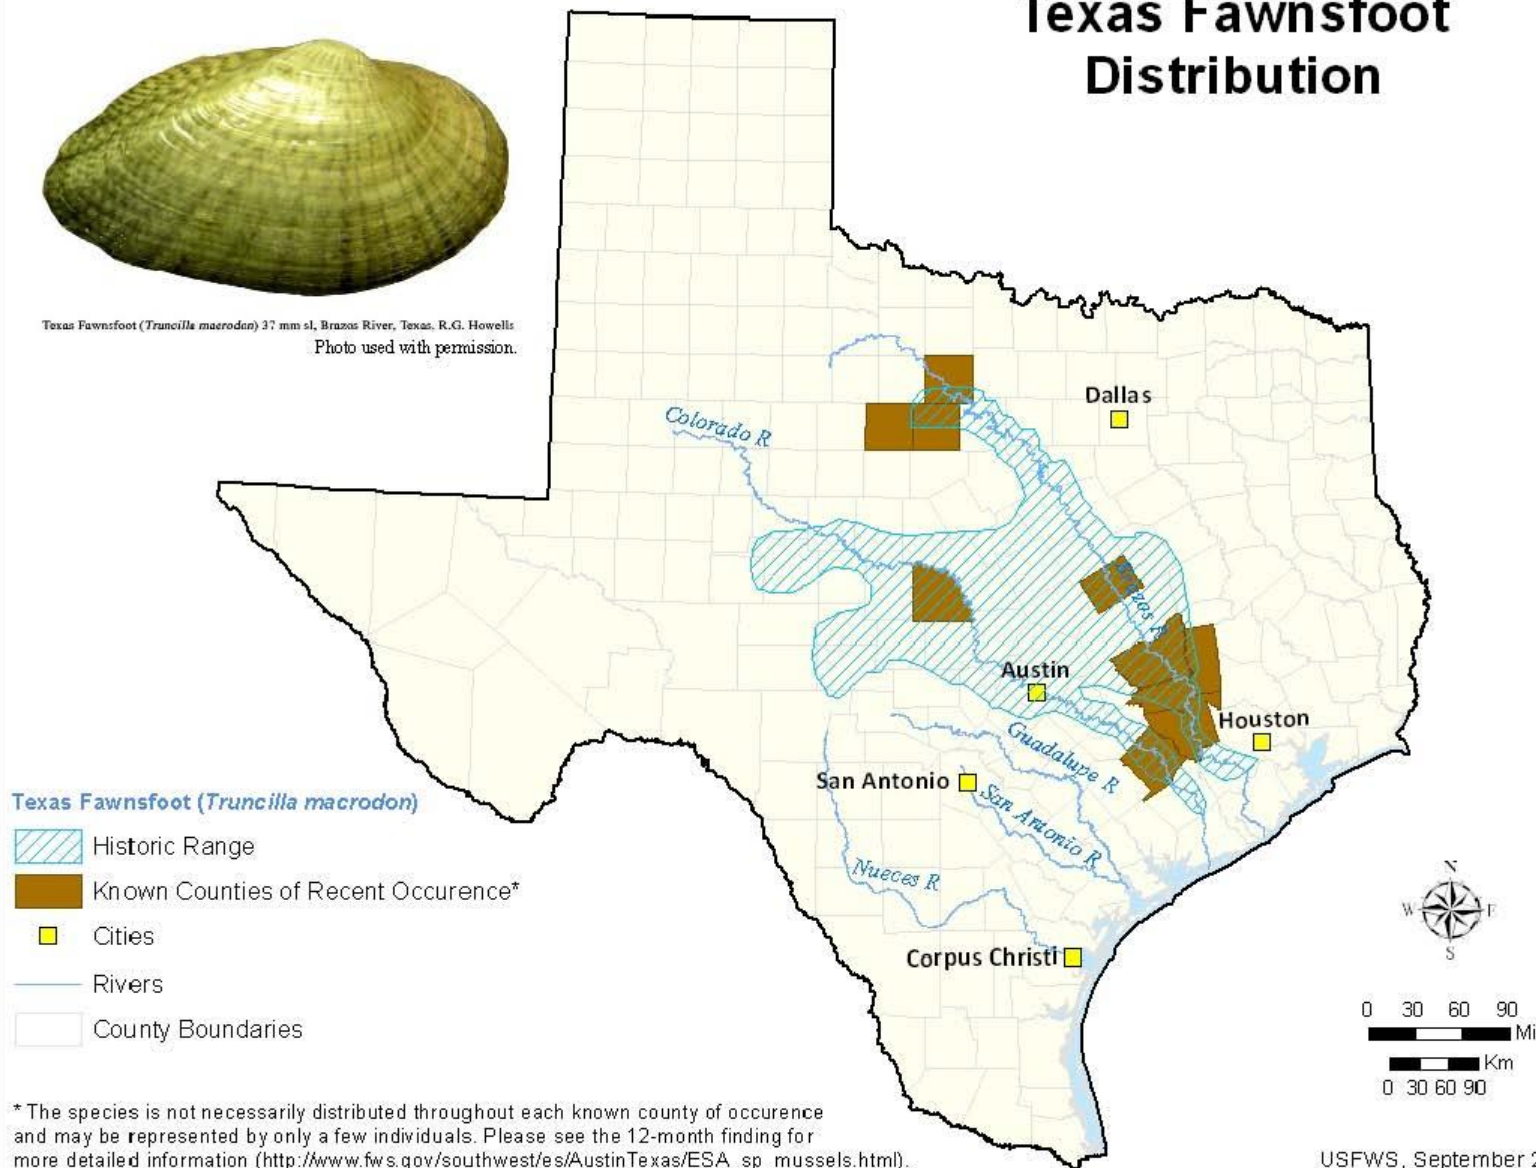 Texas Fawnsfoot
Distribution
Texas Fawnsfoot (Truncilla macrodon) 37 mm sl, Brazos River, Texas. R.G. Howells
Photo used with permission.
Dallas
Colorado R
Brazos R
Austin
Houston
Guadalupe R
San Antonio
San Antonio R
Nueces R
Corpus Christi
Texas Fawnsfoot (Truncilla macrodon)
Historic Range
Known Counties of Recent Occurence*
Cities
Rivers
County Boundaries
N
W E
S
0 30 60 90
Mi
Km
0 30 60 90
* The species is not necessarily distributed throughout each known county of occurence
and may be represented by only a few individuals. Please see the 12-month finding for
more detailed information (http://www.fws.gov/southwest/es/AustinTexas/ESA_sp_mussels.html).
USFWS, September